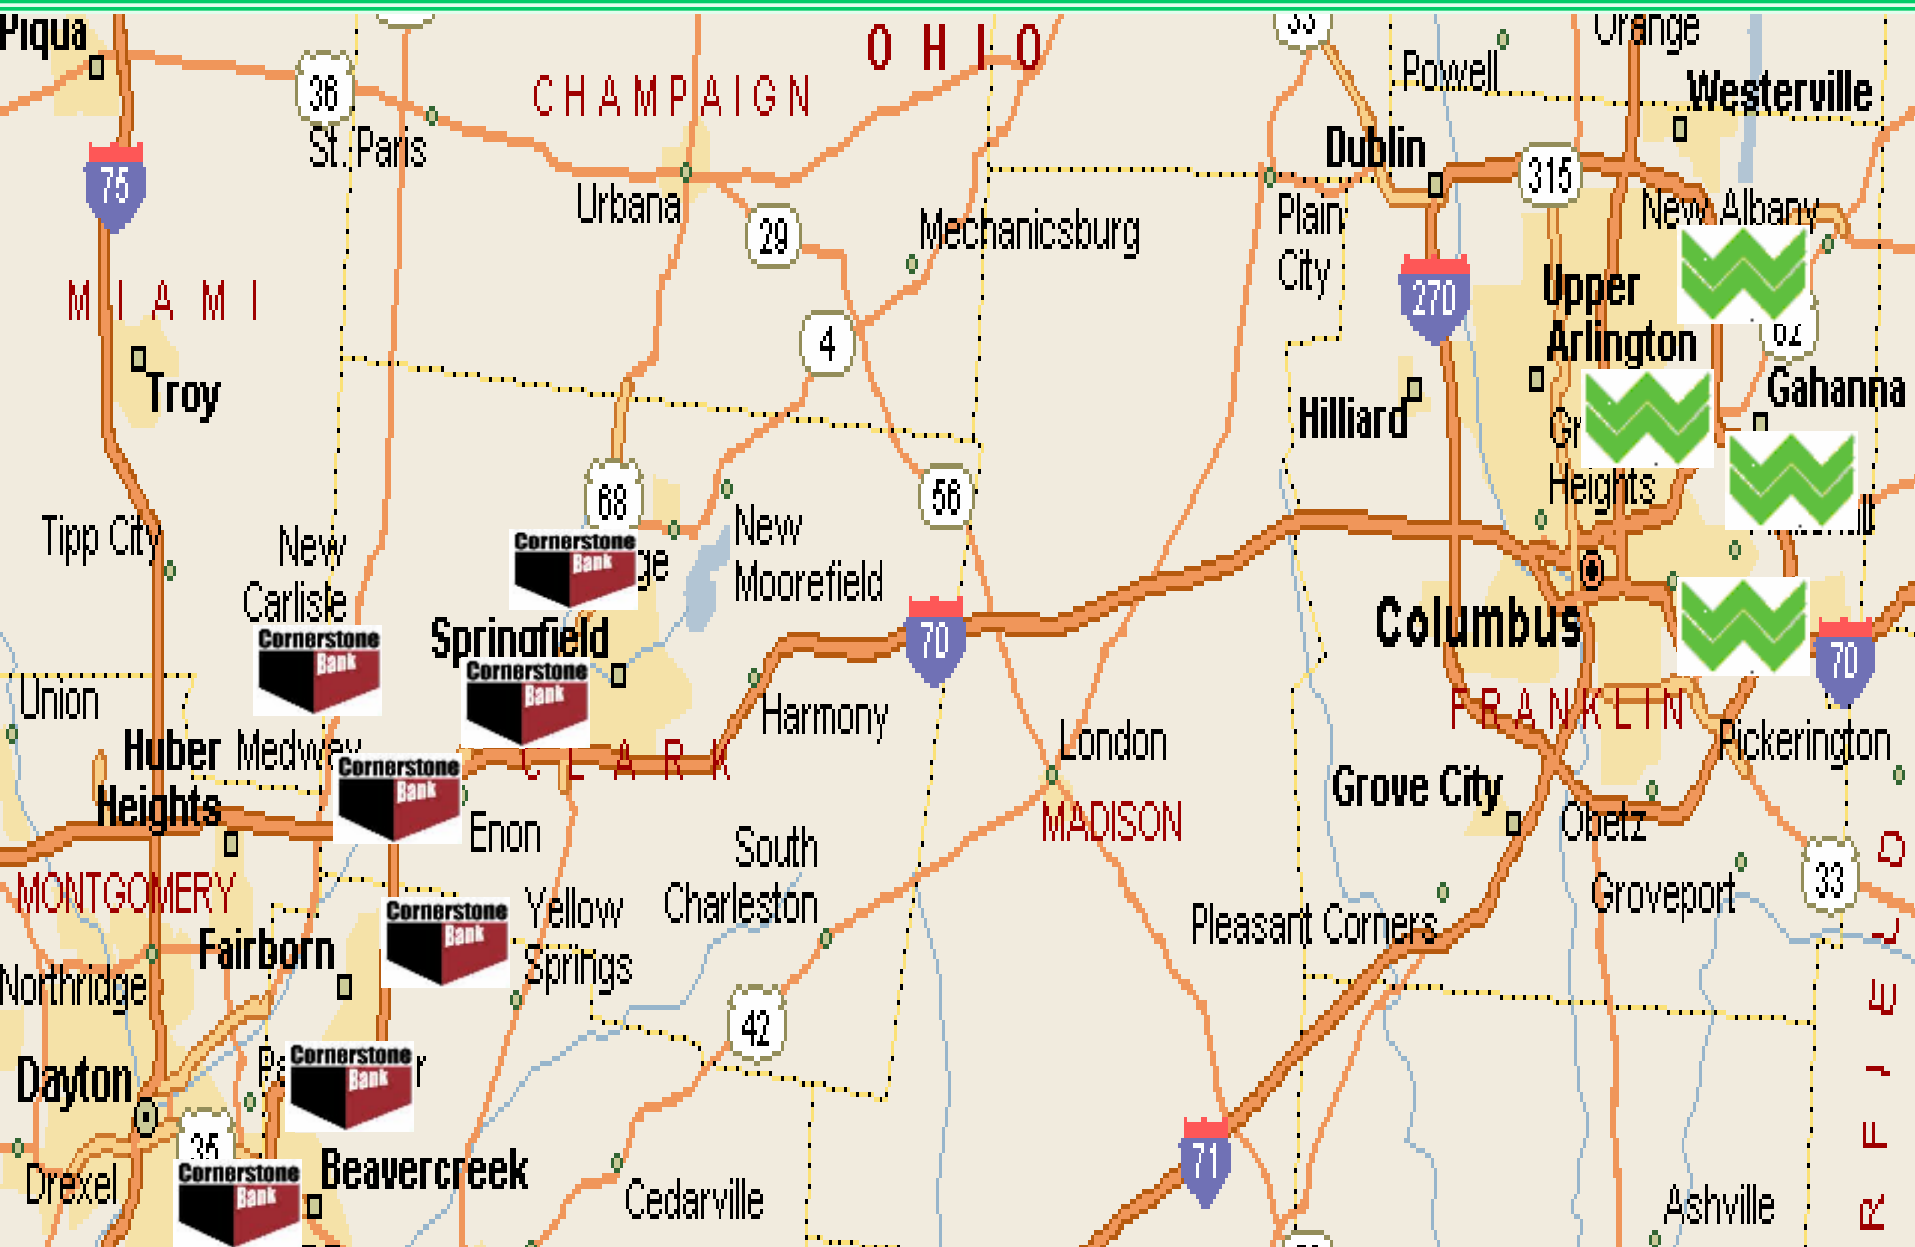 Piqua
OHIO
33
Orange
Powell
36
CHAMPAIGN
Westerville
St. Paris
Dublin
75
315
Urbana
29
Mechanicsburg
Plain
City
New Albany
MIAMI
270
Upper
Arlington
4
62
Troy
Hilliard
Gahanna
68
56
Heights
Tipp City
New
Carlisle
New
Moorefield
Cornerstone
Bank
Cornerstone
Bank
Springfield
Cornerstone
Bank
70
Columbus
70
Union
Harmony
FRANKLIN
Huber
Heights
Medway
Cornerstone
Bank
CLARK
London
Pickerington
Grove City
Enon
MADISON
Obetz
South
Charleston
33
MONTGOMERY
Cornerstone
Bank
Yellow
Springs
Groveport
Pleasant Corners
Fairborn
Northridge
42
Dayton
Cornerstone
Bank
35
71
Drexel
Cornerstone
Bank
Beavercreek
Cedarville
Ashville
RFIELD